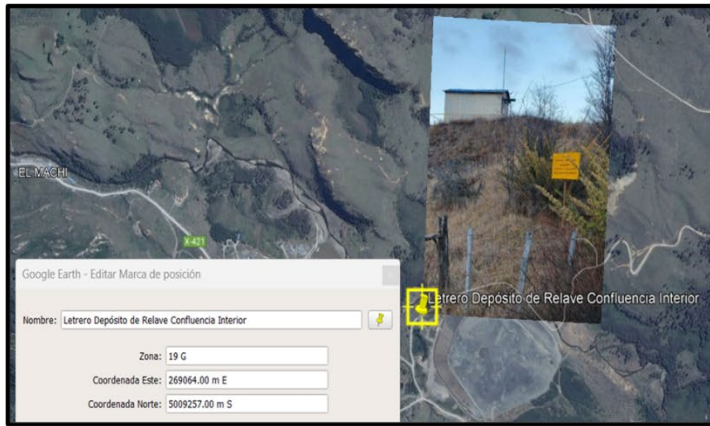 EL MACHI
X-421
Letrero Depósito de Relave Confluencia Interior
Google Earth - Editar Marca de posición
Nombre: Letrero Depósito de Relave Confluencia Interior
Zona: 19 G
Coordenada Este: 269064.00 m E
Coordenada Norte: 5009257.00 m S